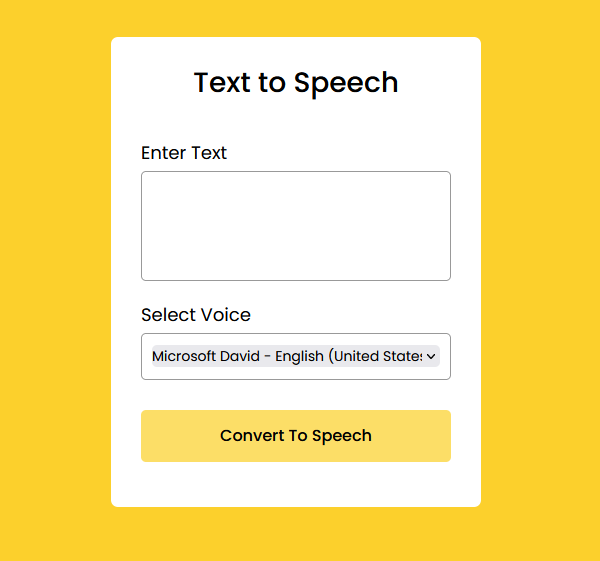 Text to Speech
Enter Text
Select Voice
Microsoft David - English (United States
Convert To Speech